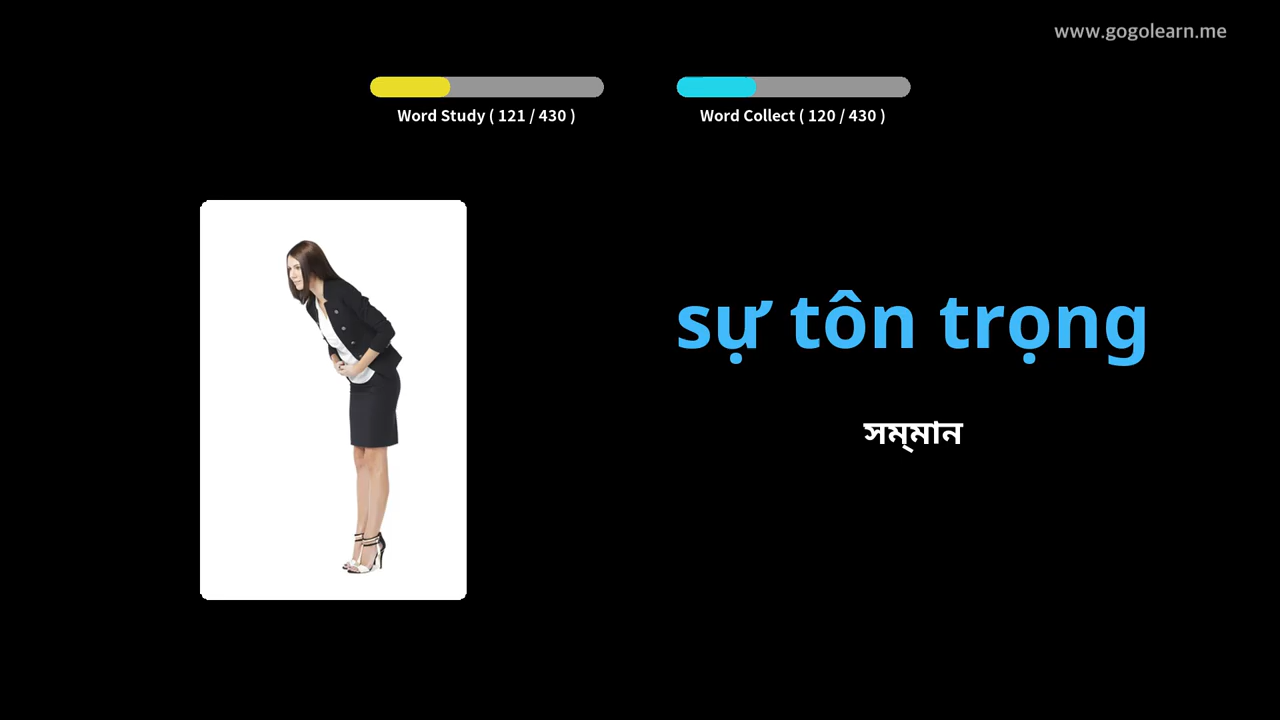 www.gogolearn.me
Word Study ( 121 / 430 )
Word Collect ( 120 / 430 )
sự tôn trọng
সম্‌মান